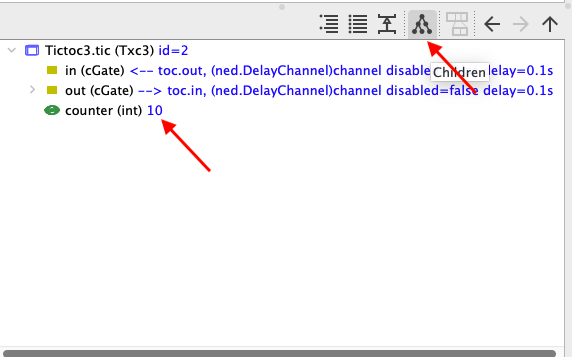 Tictoc3.tic (Txc3) id=2
in (cGate) <-- toc.out, (ned.DelayChannel)channel disable Children delay=0.1s
out (cGate) --> toc.in, (ned.DelayChannel)channel disabled=false delay=0.1s
counter (int) 10